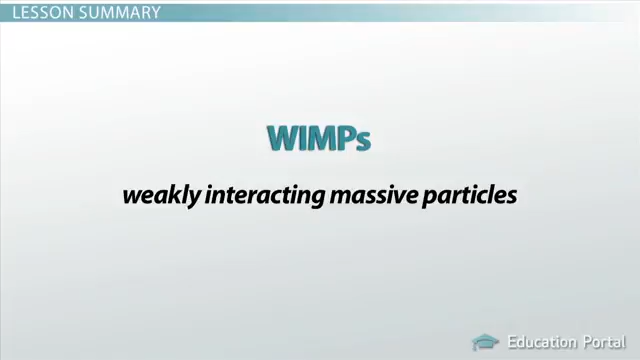 LESSON SUMMARY
WIMPs
weakly interacting massive particles
Education Portal